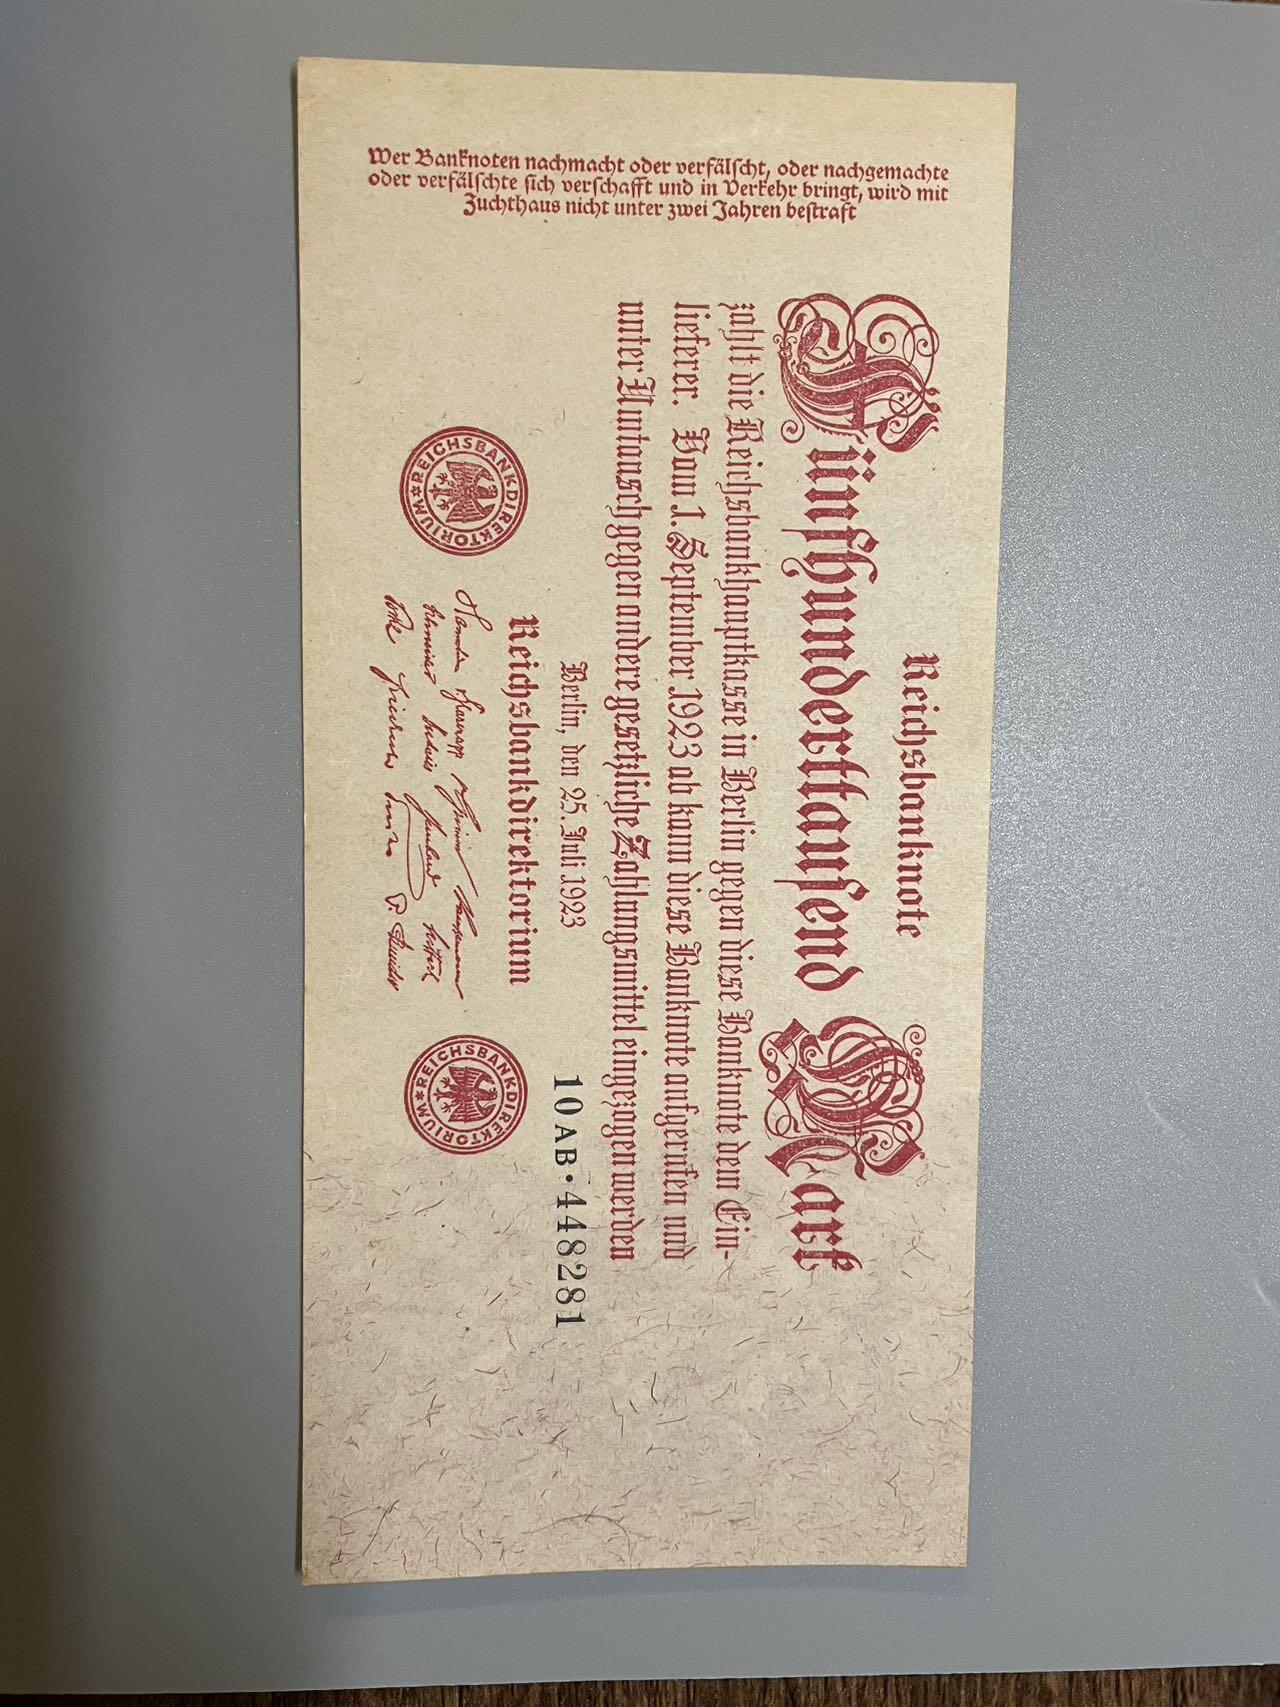 Reichsbanknote
Fünfhunderttausend Mark
zahlt die Reichsbankhauptkasse in Berlin gegen diese Banknote dem Ein-
lieferer. Vom 1. September 1923 ab kann diese Banknote aufgerufen und
unter Umtausch gegen andere gesetzliche Zahlungsmittel eingezogen werden
Berlin, den 25. Juli 1923
Reichsbankdirektorium
10AB·448281
REICHSBANKDIREKTORIUM
REICHSBANKDIREKTORIUM
Wer Banknoten nachmacht oder verfälscht, oder nachgemachte
oder verfälschte sich verschafft und in Verkehr bringt, wird mit
Zuchthaus nicht unter zwei Jahren bestraft